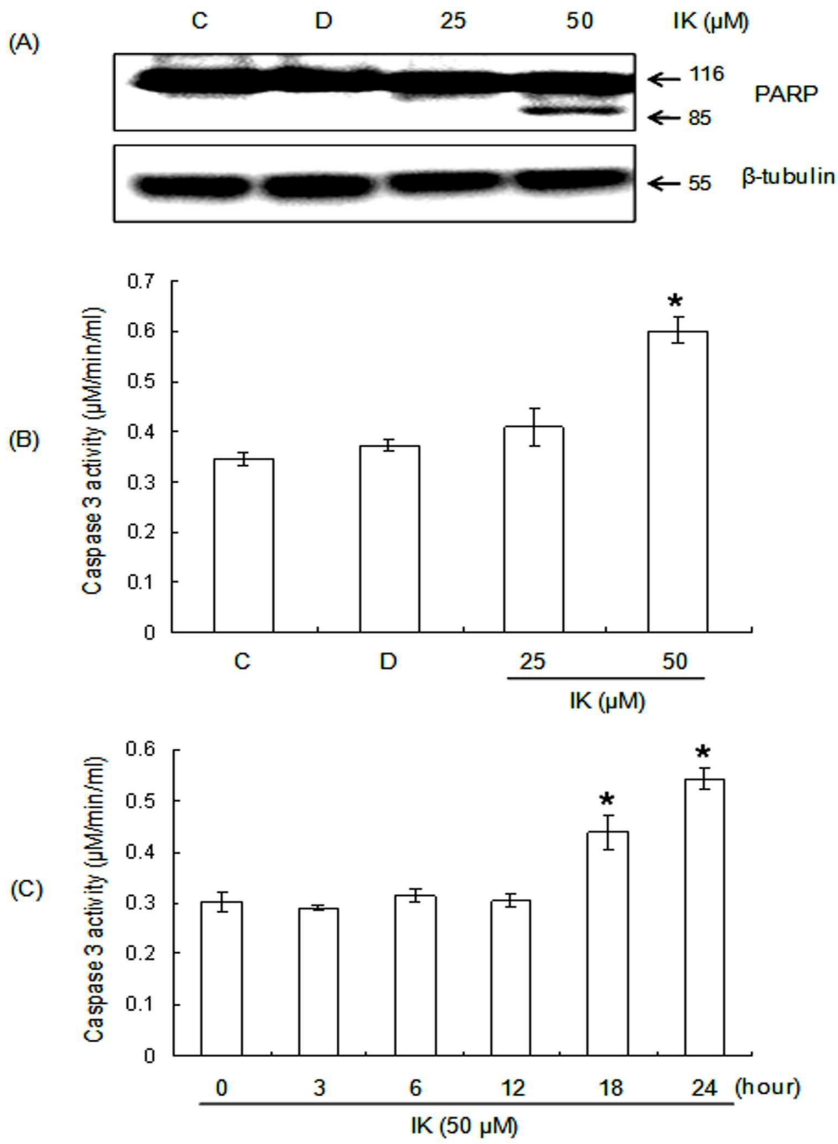 C D 25 50 IK (µM)
(A)
116
PARP
85
55 β-tubulin
(B)
Caspase 3 activity (µM/min/ml)
0.7
0.6
0.5
0.4
0.3
0.2
0.1
0
*
C D 25 50
IK (µM)
(C)
Caspase 3 activity (µM/min/ml)
0.6
0.5
0.4
0.3
0.2
0.1
0
* *
0 3 6 12 18 24 (hour)
IK (50 µM)